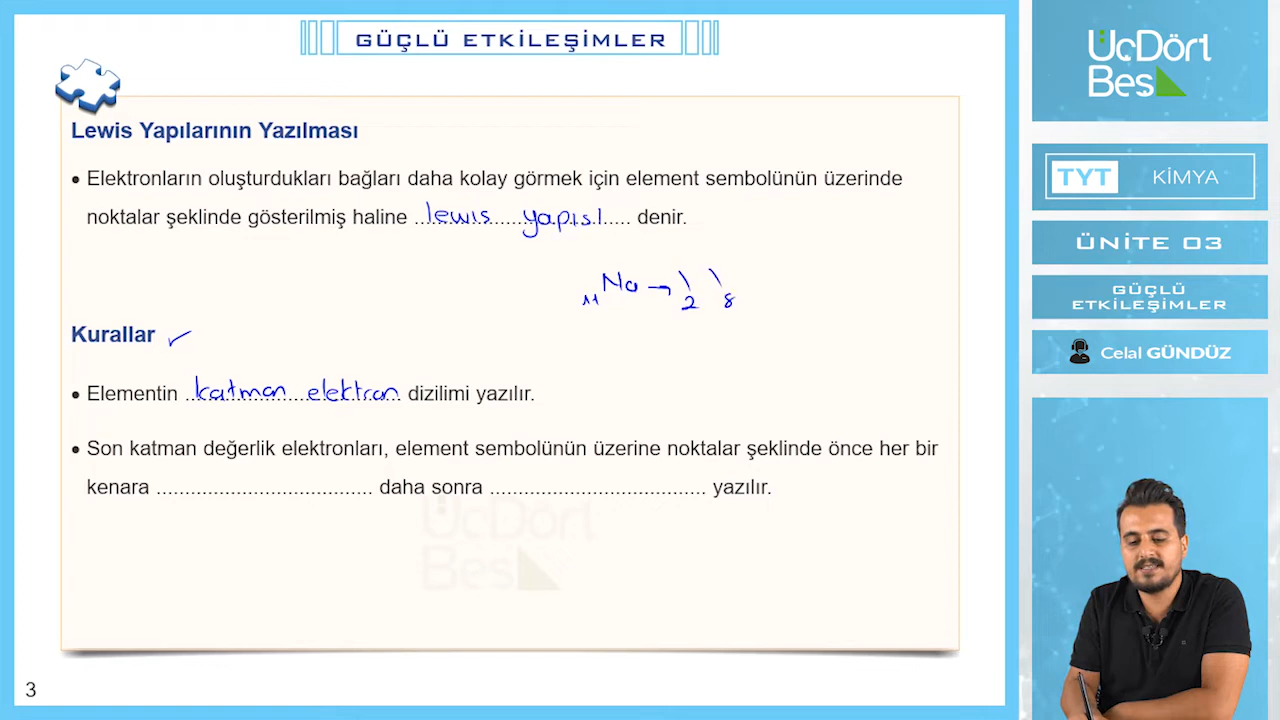 GÜÇLÜ ETKİLEŞİMLER
Lewis Yapılarının Yazılması
• Elektronların oluşturdukları bağları daha kolay görmek için element sembolünün üzerinde
noktalar şeklinde gösterilmiş haline ..lewis yapısı..... denir.
11Na → 2 8
Kurallar ✓
• Elementin ..katman elektron dizilimi yazılır.
• Son katman değerlik elektronları, element sembolünün üzerine noktalar şeklinde önce her bir
kenara ...................................... daha sonra ...................................... yazılır.
ÜçDört
Beş
3
ÜçDört
Beş
TYT KİMYA
ÜNİTE 03
GÜÇLÜ
ETKİLEŞİMLER
Celal GÜNDÜZ